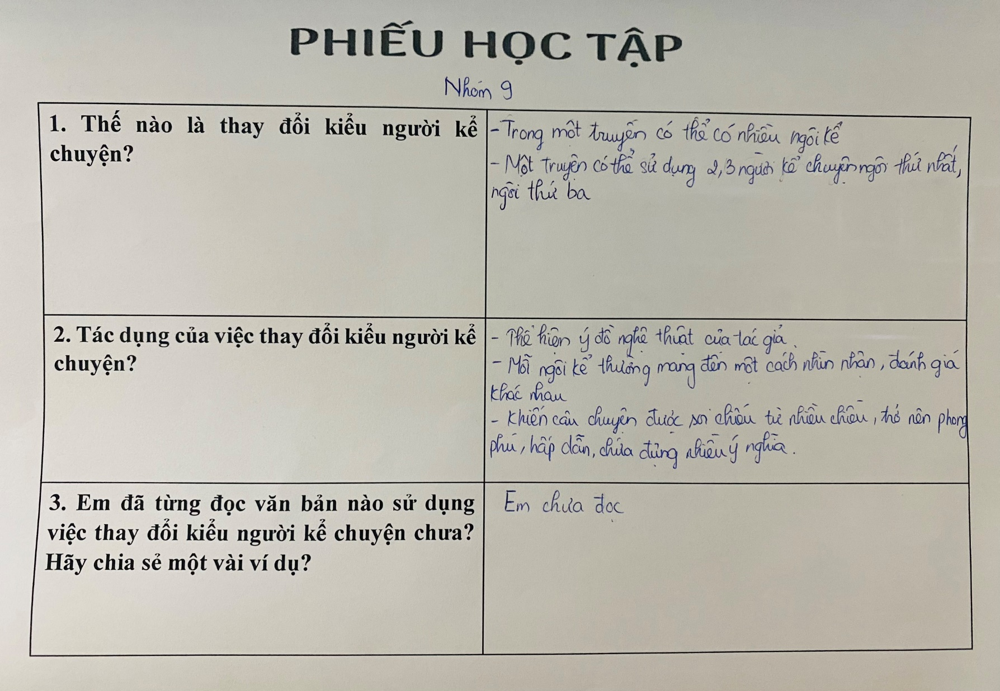 PHIẾU HỌC TẬP
Nhóm 9
1. Thế nào là thay đổi kiểu người kể
chuyện?
- Trong một truyện có thể có nhiều ngôi kể
- Một truyện có thể sử dụng 2,3 người kể chuyện ngôi thứ nhất,
ngôi thứ ba
2. Tác dụng của việc thay đổi kiểu người kể
chuyện?
- Thể hiện ý đồ nghệ thuật của tác giả.
- Mỗi ngôi kể thường mang đến một cách nhìn nhận, đánh giá
khác nhau
- Khiến câu chuyện được soi chiếu từ nhiều chiều, trở nên phong
phú, hấp dẫn, chứa đựng nhiều ý nghĩa.
3. Em đã từng đọc văn bản nào sử dụng
việc thay đổi kiểu người kể chuyện chưa?
Hãy chia sẻ một vài ví dụ?
Em chưa đọc